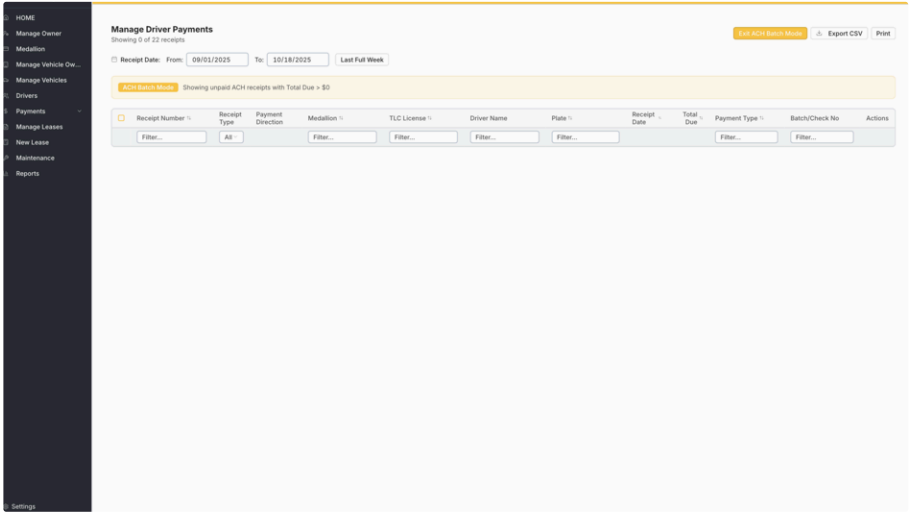 HOME
Manage Owner
Medallion
Manage Vehicle Ow...
Manage Vehicles
Drivers
Payments
Manage Leases
New Lease
Maintenance
Reports
Settings
Manage Driver Payments
Showing 0 of 22 receipts
Exit ACH Batch Mode
Export CSV
Print
Receipt Date: From: 09/01/2025 To: 10/18/2025 Last Full Week
ACH Batch Mode Showing unpaid ACH receipts with Total Due > $0
Receipt Number Receipt Type Payment Direction Medallion TLC License Driver Name Plate Receipt Date Total Due Payment Type Batch/Check No Actions
Filter... All Filter... Filter... Filter... Filter... Filter... Filter...